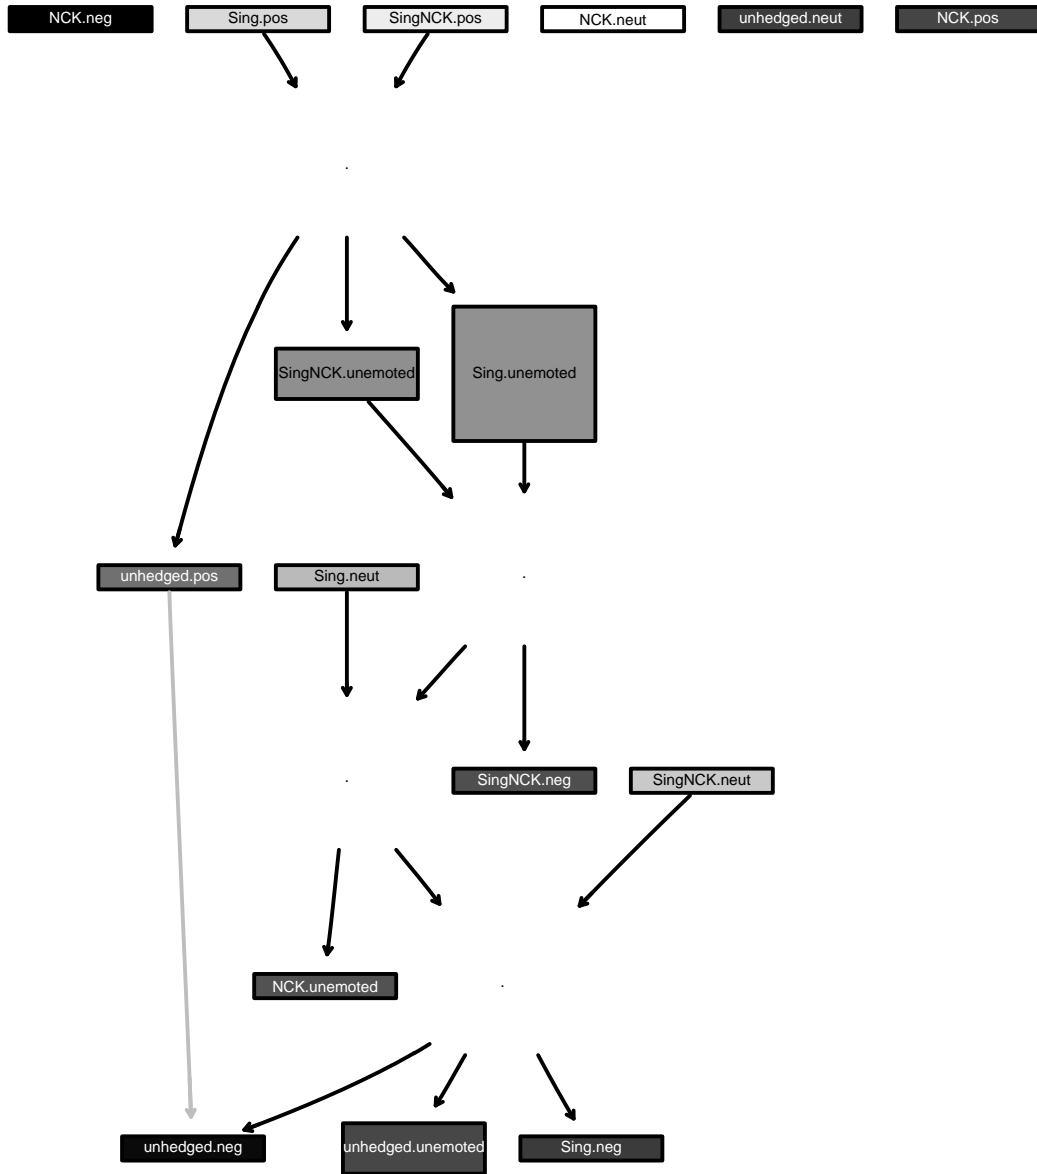 NCK.neg
Sing.pos
SingNCK.pos
NCK.neut
unhedged.neut
NCK.pos
.
SingNCK.unemoted
Sing.unemoted
unhedged.pos
Sing.neut
.
.
SingNCK.neg
SingNCK.neut
NCK.unemoted
.
unhedged.neg
unhedged.unemoted
Sing.neg